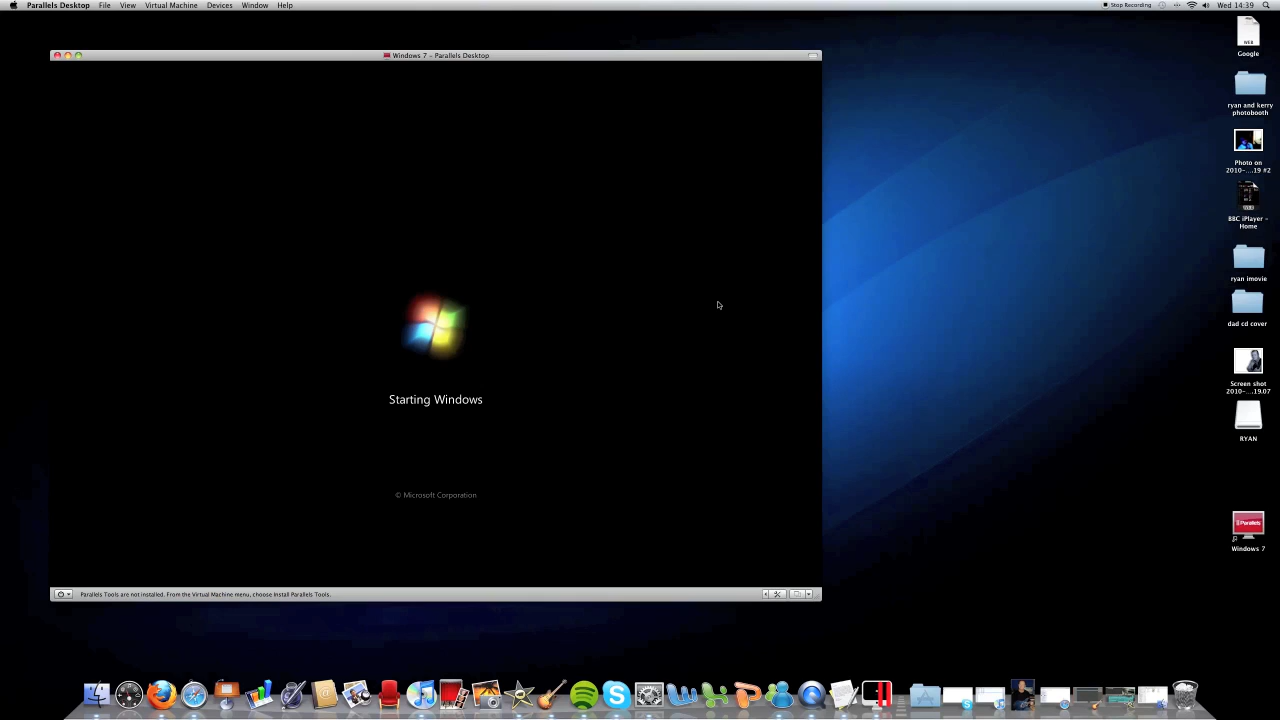 Parallels Desktop File View Virtual Machine Devices Window Help
Stop Recording Wed 14:39
Windows 7 - Parallels Desktop
Starting Windows
© Microsoft Corporation
Parallels Tools are not installed. From the Virtual Machine menu, choose Install Parallels Tools.
WEB
Google
ryan and kerry
photobooth
Photo on
2010-....19 #2
BBC iPlayer -
Home
ryan imovie
dad cd cover
Screen shot
2010-...19.07
RYAN
Parallels
Windows 7